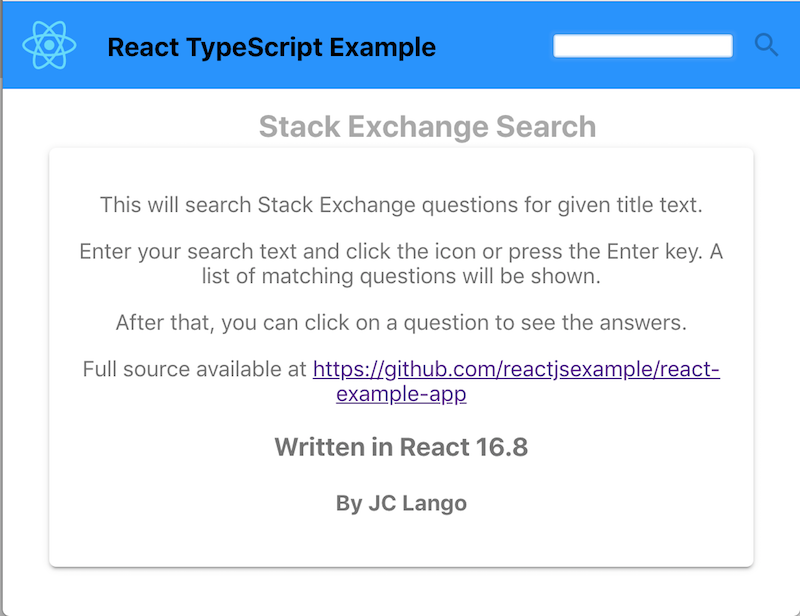 React TypeScript Example
Stack Exchange Search
This will search Stack Exchange questions for given title text.
Enter your search text and click the icon or press the Enter key. A
list of matching questions will be shown.
After that, you can click on a question to see the answers.
Full source available at https://github.com/reactjsexample/react-
example-app
Written in React 16.8
By JC Lango